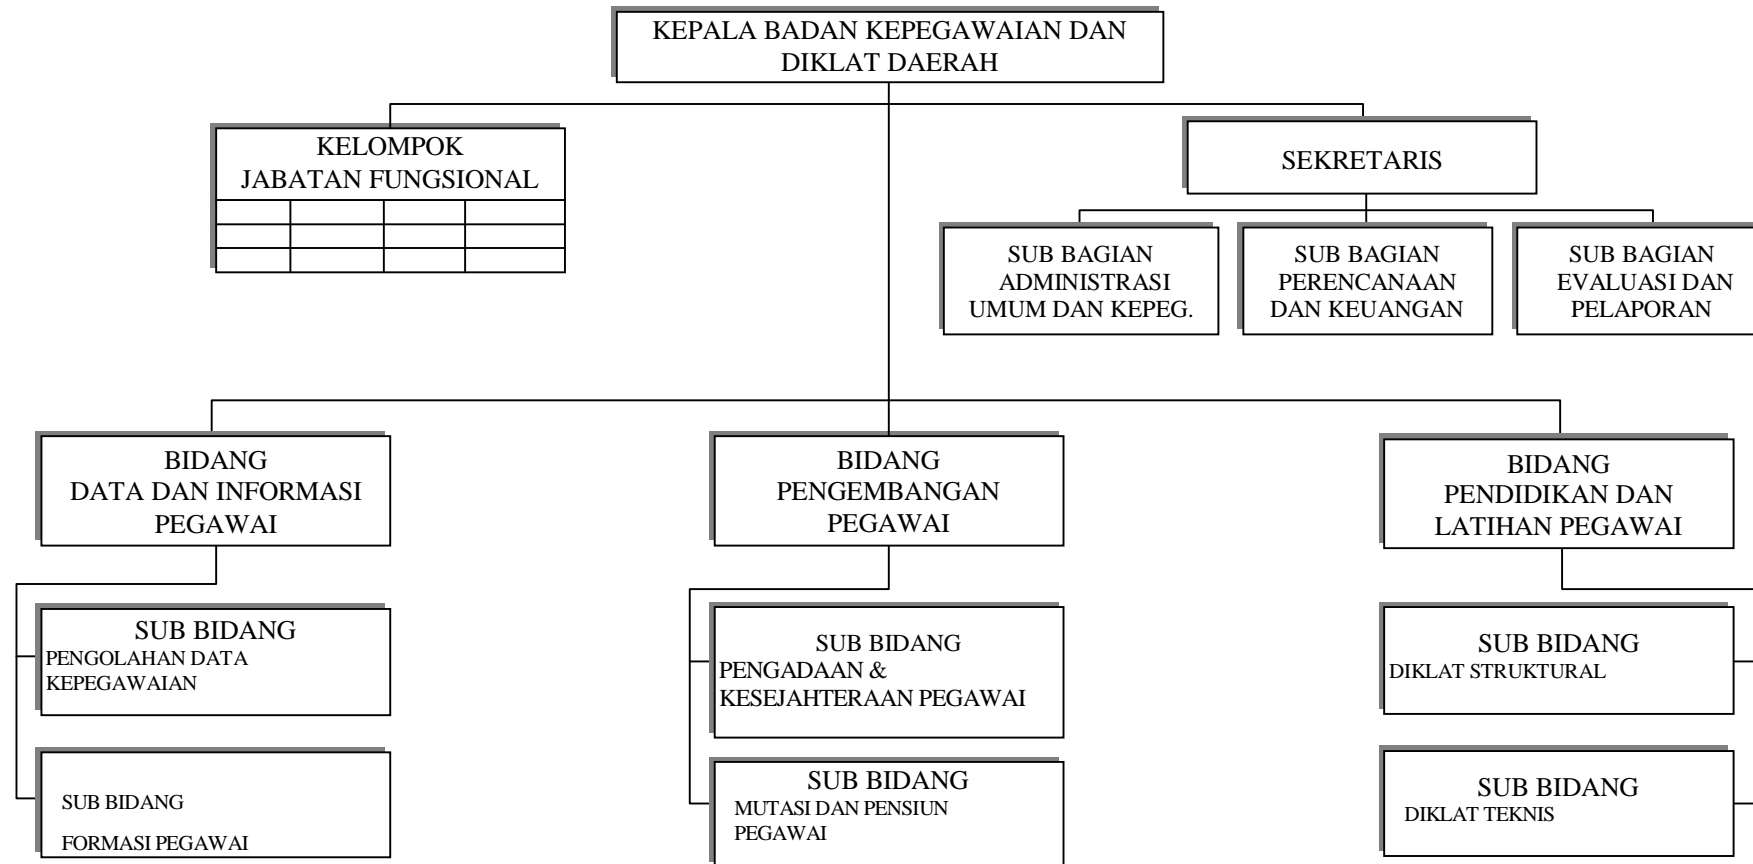 KEPALA BADAN KEPEGAWAIAN DAN
DIKLAT DAERAH
KELOMPOK
JABATAN FUNGSIONAL
SEKRETARIS
SUB BAGIAN
ADMINISTRASI
UMUM DAN KEPEG.
SUB BAGIAN
PERENCANAAN
DAN KEUANGAN
SUB BAGIAN
EVALUASI DAN
PELAPORAN
BIDANG
DATA DAN INFORMASI
PEGAWAI
BIDANG
PENGEMBANGAN
PEGAWAI
BIDANG
PENDIDIKAN DAN
LATIHAN PEGAWAI
SUB BIDANG
PENGOLAHAN DATA
KEPEGAWAIAN
SUB BIDANG
PENGADAAN &
KESEJAHTERAAN PEGAWAI
SUB BIDANG
DIKLAT STRUKTURAL
SUB BIDANG
FORMASI PEGAWAI
SUB BIDANG
MUTASI DAN PENSIUN
PEGAWAI
SUB BIDANG
DIKLAT TEKNIS